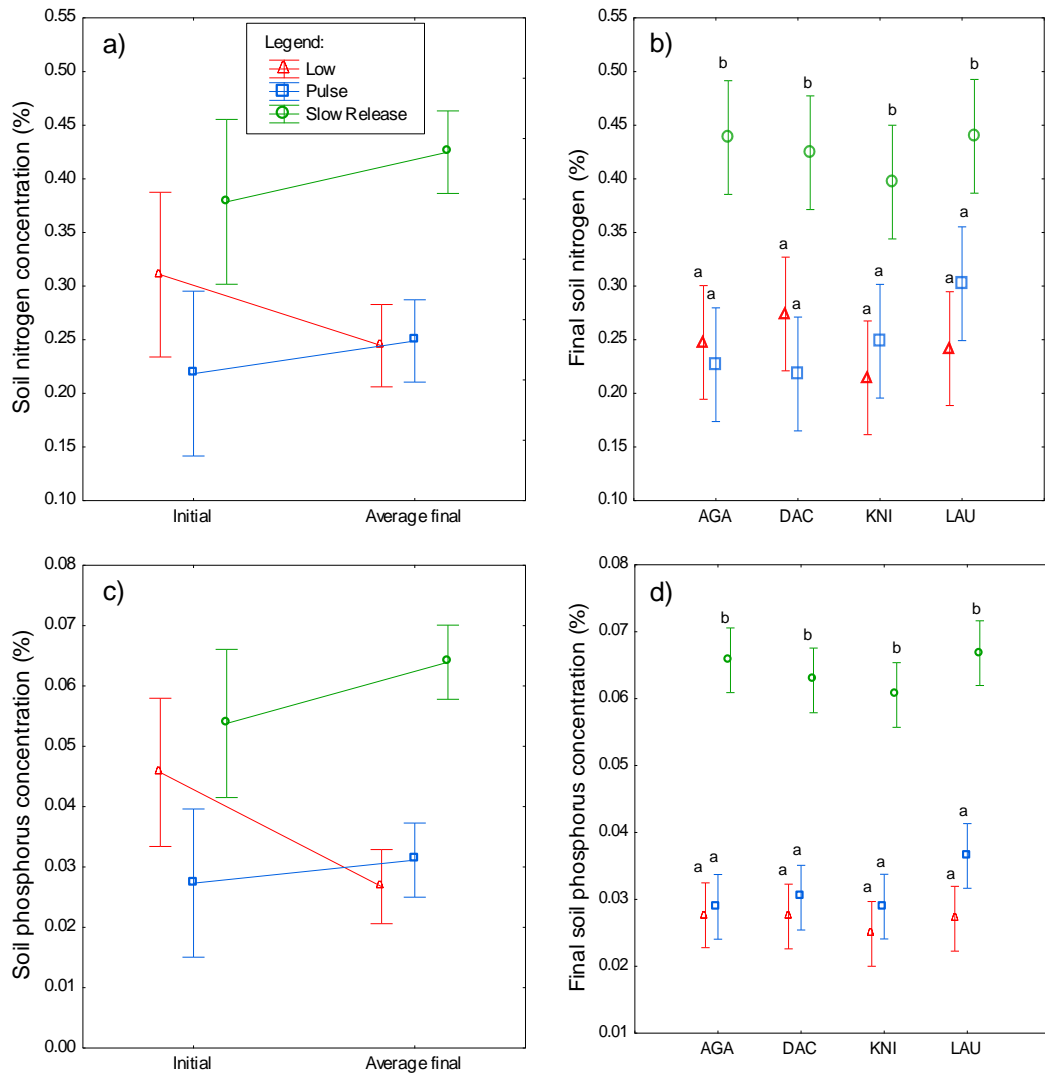 a)
Legend:
Low
Pulse
Slow Release
Soil nitrogen concentration (%)
0.55
0.50
0.45
0.40
0.35
0.30
0.25
0.20
0.15
0.10
Initial
Average final
b)
Final soil nitrogen (%)
0.55
0.50
0.45
0.40
0.35
0.30
0.25
0.20
0.15
0.10
b
b
b
b
a
a
a
a
a
a
a
a
AGA
DAC
KNI
LAU
c)
Soil phosphorus concentration (%)
0.08
0.07
0.06
0.05
0.04
0.03
0.02
0.01
0.00
Initial
Average final
d)
Final soil phosphorus concentration (%)
0.08
0.07
0.06
0.05
0.04
0.03
0.02
0.01
b
b
b
b
a
a
a
a
a
a
a
a
AGA
DAC
KNI
LAU